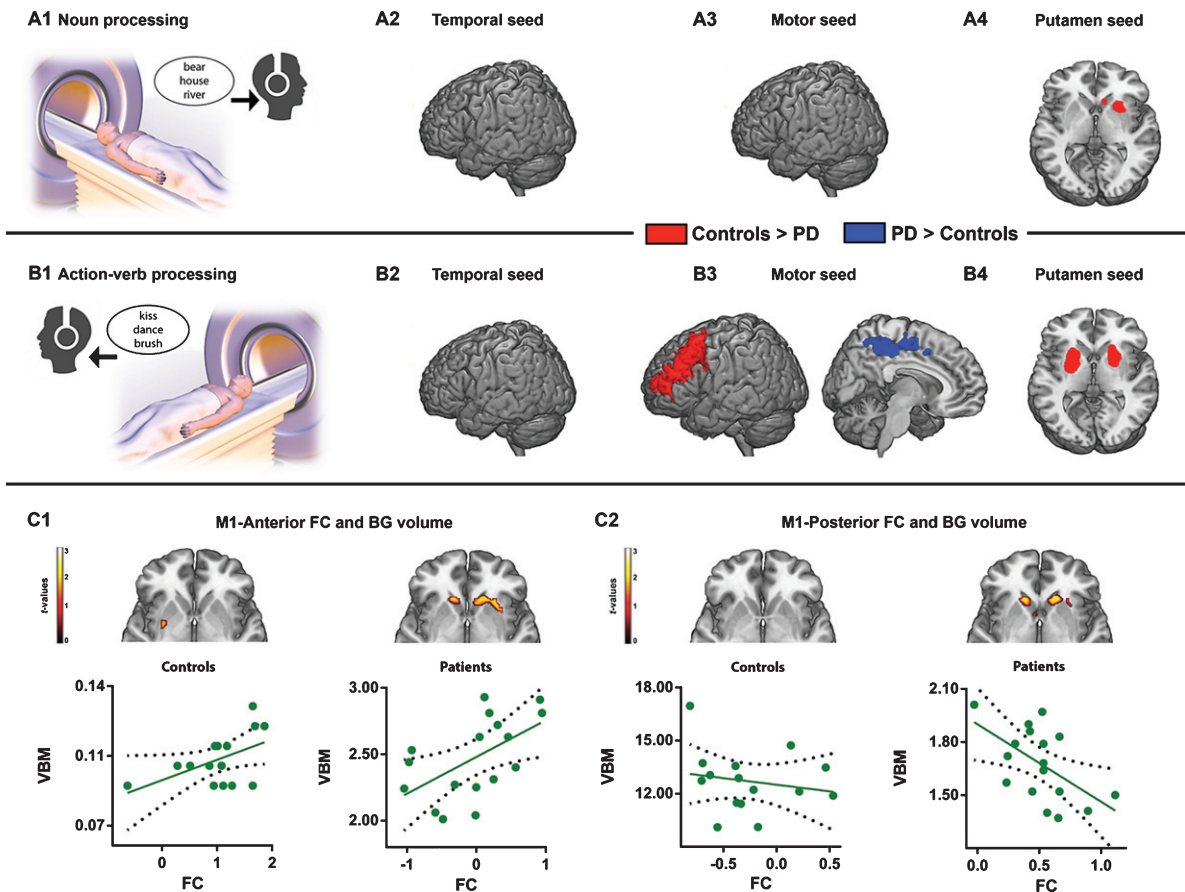 A1 Noun processing
A2 Temporal seed
A3 Motor seed
A4 Putamen seed
bear
house
river
Controls > PD
PD > Controls
B1 Action-verb processing
B2 Temporal seed
B3 Motor seed
B4 Putamen seed
kiss
dance
brush
C1 M1-Anterior FC and BG volume
t-values
3
2
1
0
Controls
VBM
0.14
0.11
0.07
0 1 2
FC
Patients
3.00
2.50
2.00
-1 0 1
FC
C2 M1-Posterior FC and BG volume
t-values
3
2
1
0
Controls
VBM
18.00
15.00
12.00
-0.5 0.0 0.5
FC
Patients
VBM
2.10
1.80
1.50
0.0 0.5 1.0
FC